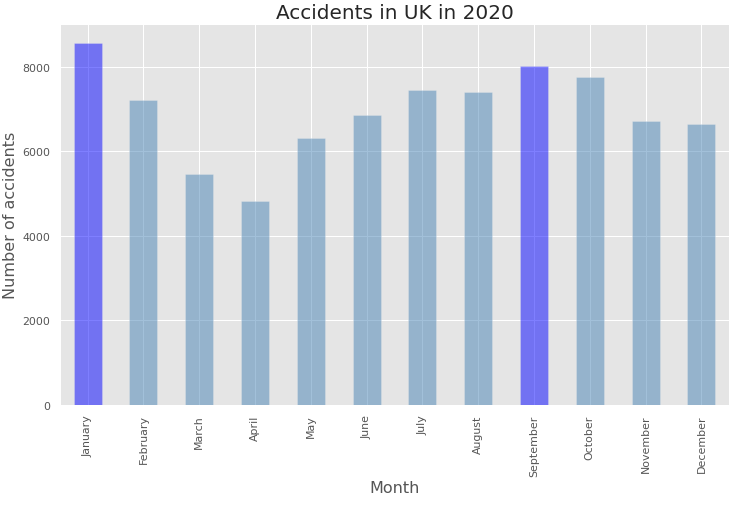 Accidents in UK in 2020
Number of accidents
8000
6000
4000
2000
0
January
February
March
April
May
June
July
August
September
October
November
December
Month